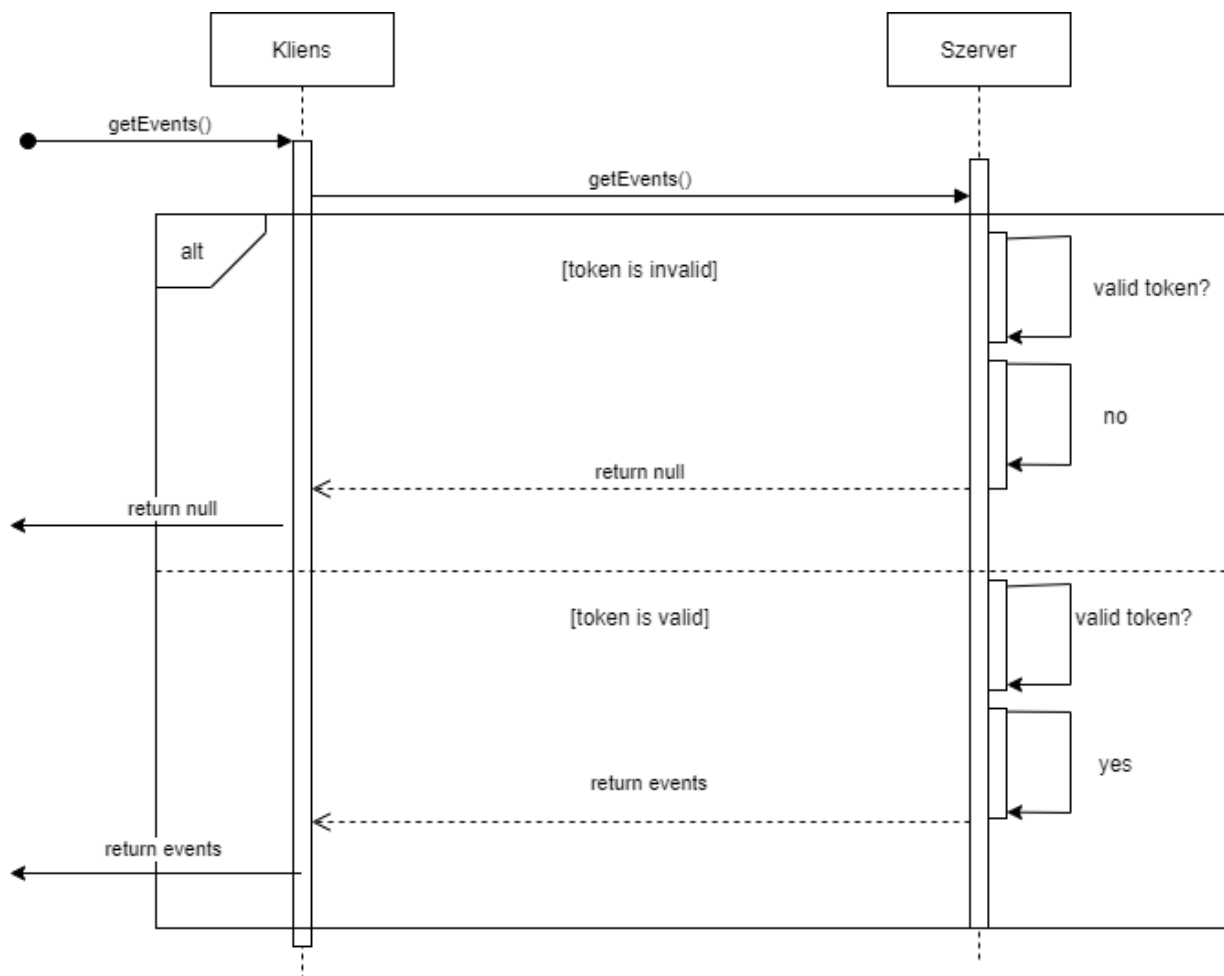 Kliens
Szerver
getEvents()
getEvents()
alt
[token is invalid]
valid token?
no
return null
return null
[token is valid]
valid token?
yes
return events
return events